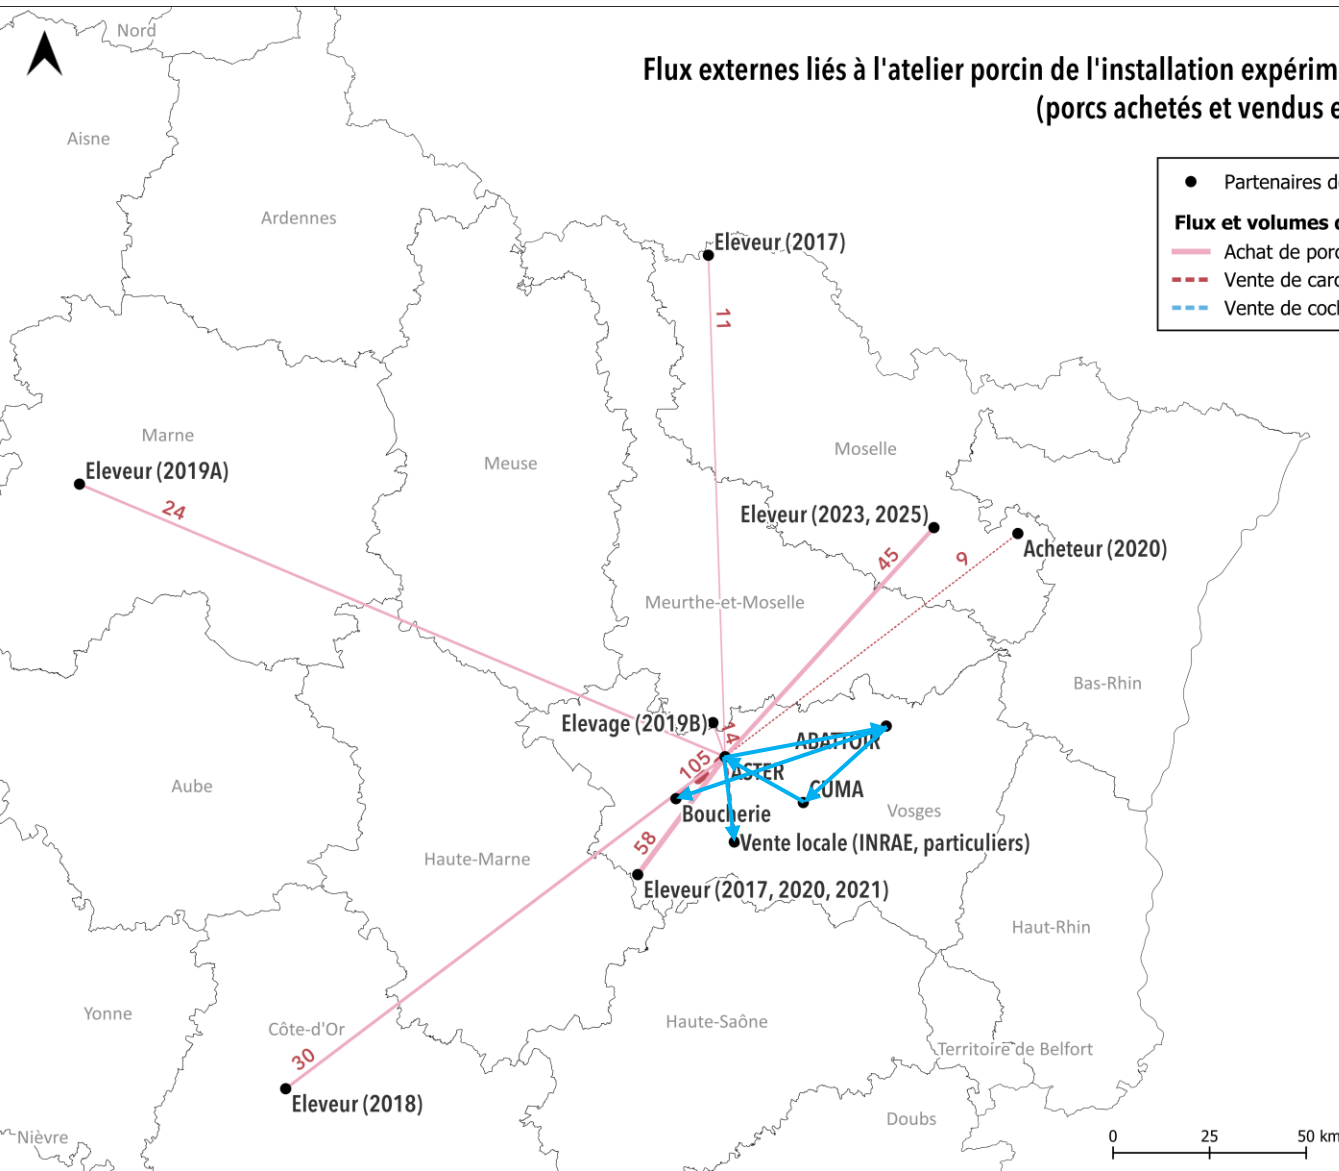 Nord
Flux externes liés à l'atelier porcin de l'installation expérim
(porcs achetés et vendus e
Aisne
Partenaires d
Flux et volumes
Achat de porc
Vente de carc
Vente de coc
Ardennes
Eleveur (2017)
11
Marne
Eleveur (2019A)
24
Meuse
Moselle
Eleveur (2023, 2025)
45
9
Acheteur (2020)
Meurthe-et-Moselle
Bas-Rhin
Elevage (2019B)
14
ABATTOIR
105
ASTER
CUMA
Boucherie
Vosges
Aube
58
Vente locale (INRAE, particuliers)
Haute-Marne
Eleveur (2017, 2020, 2021)
Haut-Rhin
Yonne
Côte-d'Or
Haute-Saône
30
Territoire de Belfort
Eleveur (2018)
Doubs
Nièvre
0 25 50 km